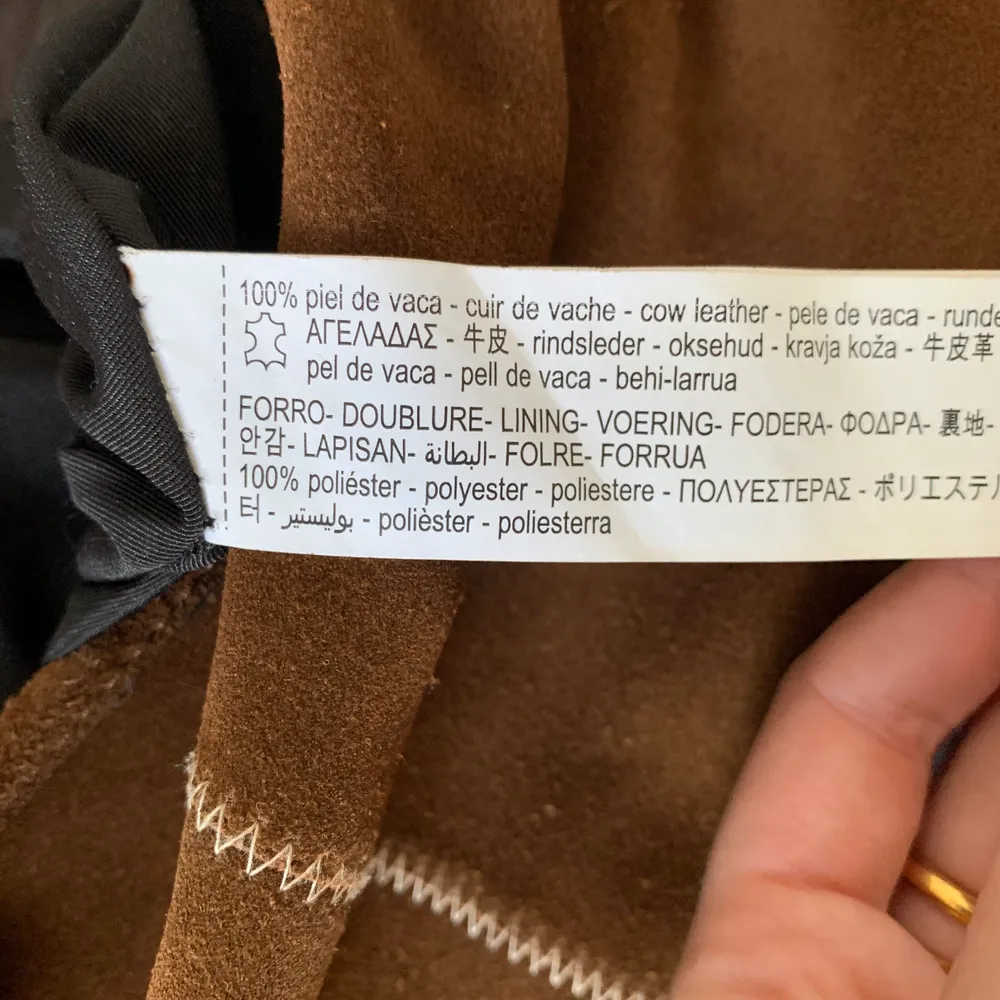 100% piel de vaca - cuir de vache - cow leather - pele de vaca -
ΑΓΕΛΑΔΑΣ - 牛皮 - rindsleder - oksehud - kravja koža - 牛皮革
pel de vaca - pell de vaca - behi-larrua
FORRO- DOUBLURE- LINING- VOERING- FODERA- ΦΟΔΡΑ- 裏地-
안감- LAPISAN- البطانة- FOLRE- FORRUA
100% poliéster - polyester - poliestere - ΠΟΛΥΕΣΤΕΡΑΣ - ポリエステル
터 - بوليستير - polièster - poliesterra